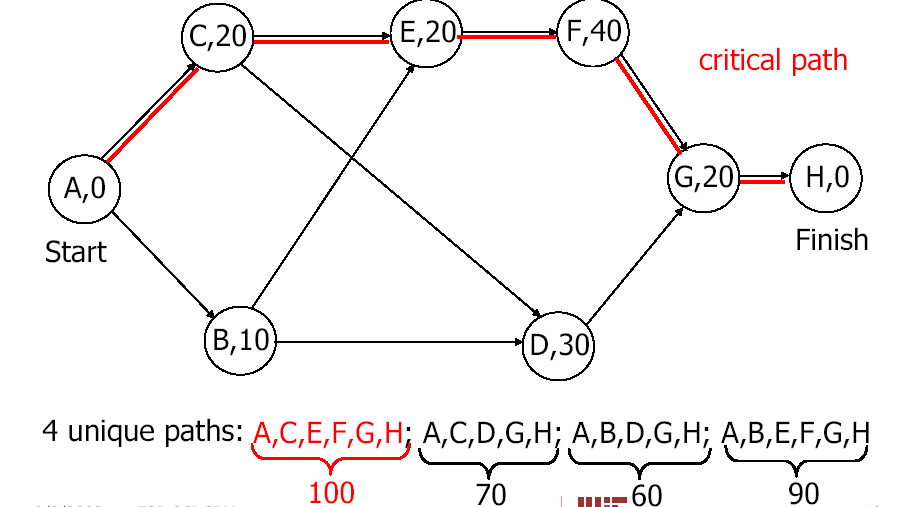 C,20
E,20
F,40
critical path
A,0
G,20
H,0
Start
Finish
B,10
D,30
4 unique paths: A,C,E,F,G,H; A,C,D,G,H; A,B,D,G,H; A,B,E,F,G,H
100
70
60
90